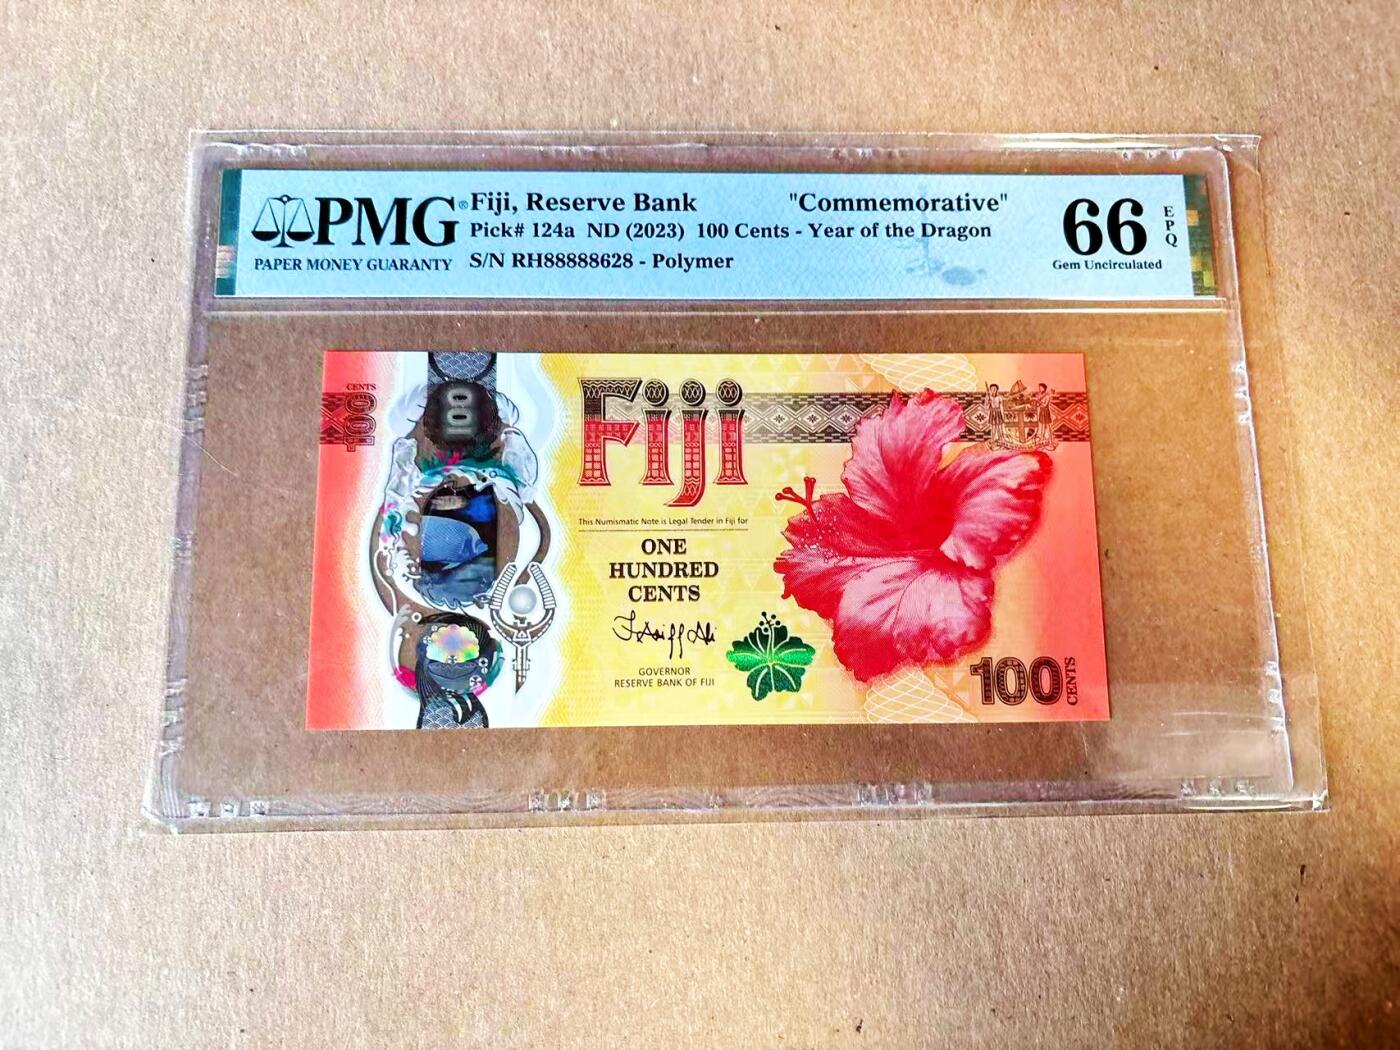 PMG®
PAPER MONEY GUARANTY
Fiji, Reserve Bank "Commemorative"
Pick# 124a ND (2023) 100 Cents - Year of the Dragon
S/N RH88888628 - Polymer
66
EPQ
Gem Uncirculated
CENTS
100
100
Fiji
This Numismatic Note is Legal Tender in Fiji for
ONE
HUNDRED
CENTS
GOVERNOR
RESERVE BANK OF FIJI
100
CENTS